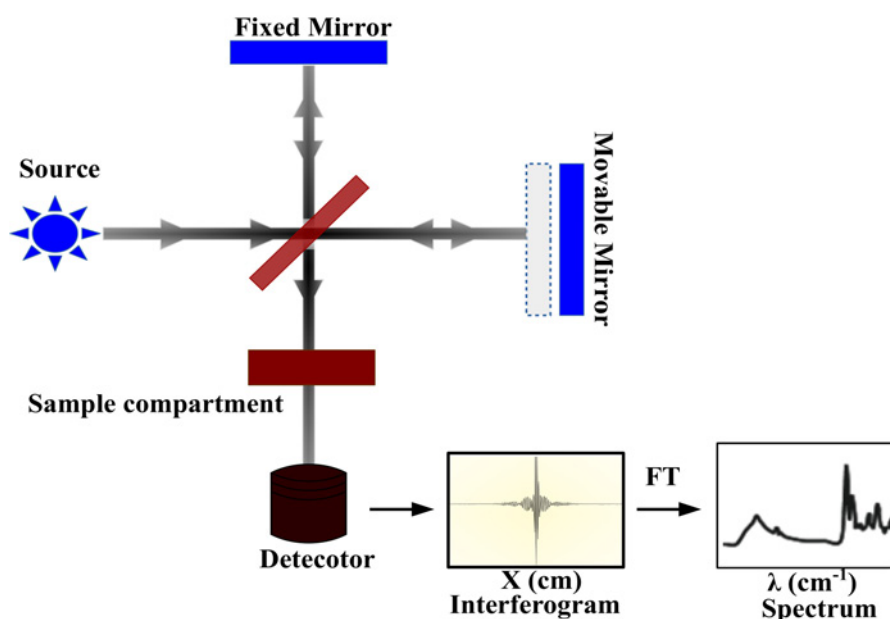 Fixed Mirror
Source
Movable Mirror
Sample compartment
Detecotor
FT
X (cm)
Interferogram
λ (cm⁻¹)
Spectrum